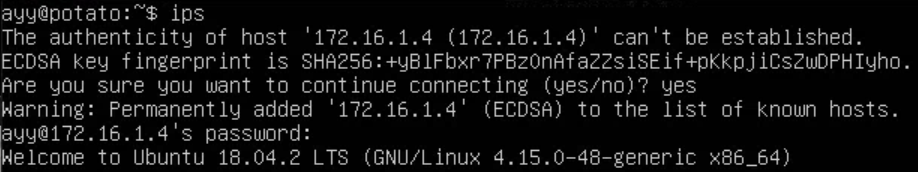 ayy@potato:~$ ips
The authenticity of host '172.16.1.4 (172.16.1.4)' can't be established.
ECDSA key fingerprint is SHA256:+yBlFbxr7PBzOnAfaZZsiSEif+pKkpjiCsZwDPHIyho.
Are you sure you want to continue connecting (yes/no)? yes
Warning: Permanently added '172.16.1.4' (ECDSA) to the list of known hosts.
ayy@172.16.1.4's password:
Welcome to Ubuntu 18.04.2 LTS (GNU/Linux 4.15.0-48-generic x86_64)